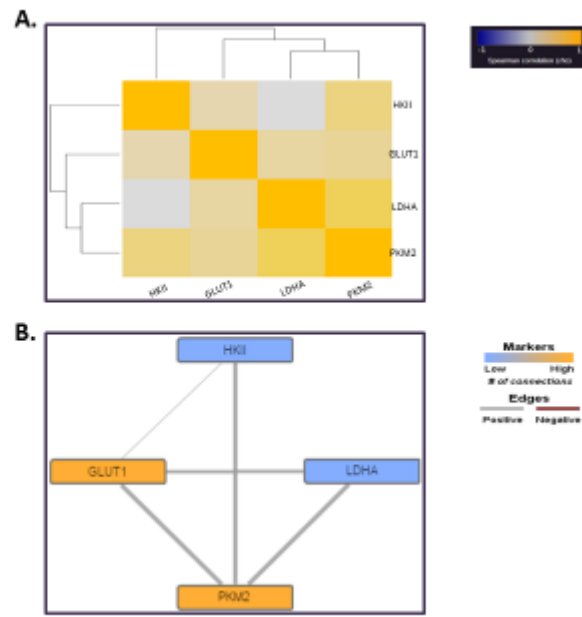 A.
-1 0 1
Spearman correlation (rho)
HKII
GLUT1
LDHA
PKM2
HKII GLUT1 LDHA PKM2
B.
HKII
GLUT1 LDHA
PKM2
Markers
Low High
# of connections
Edges
Positive Negative